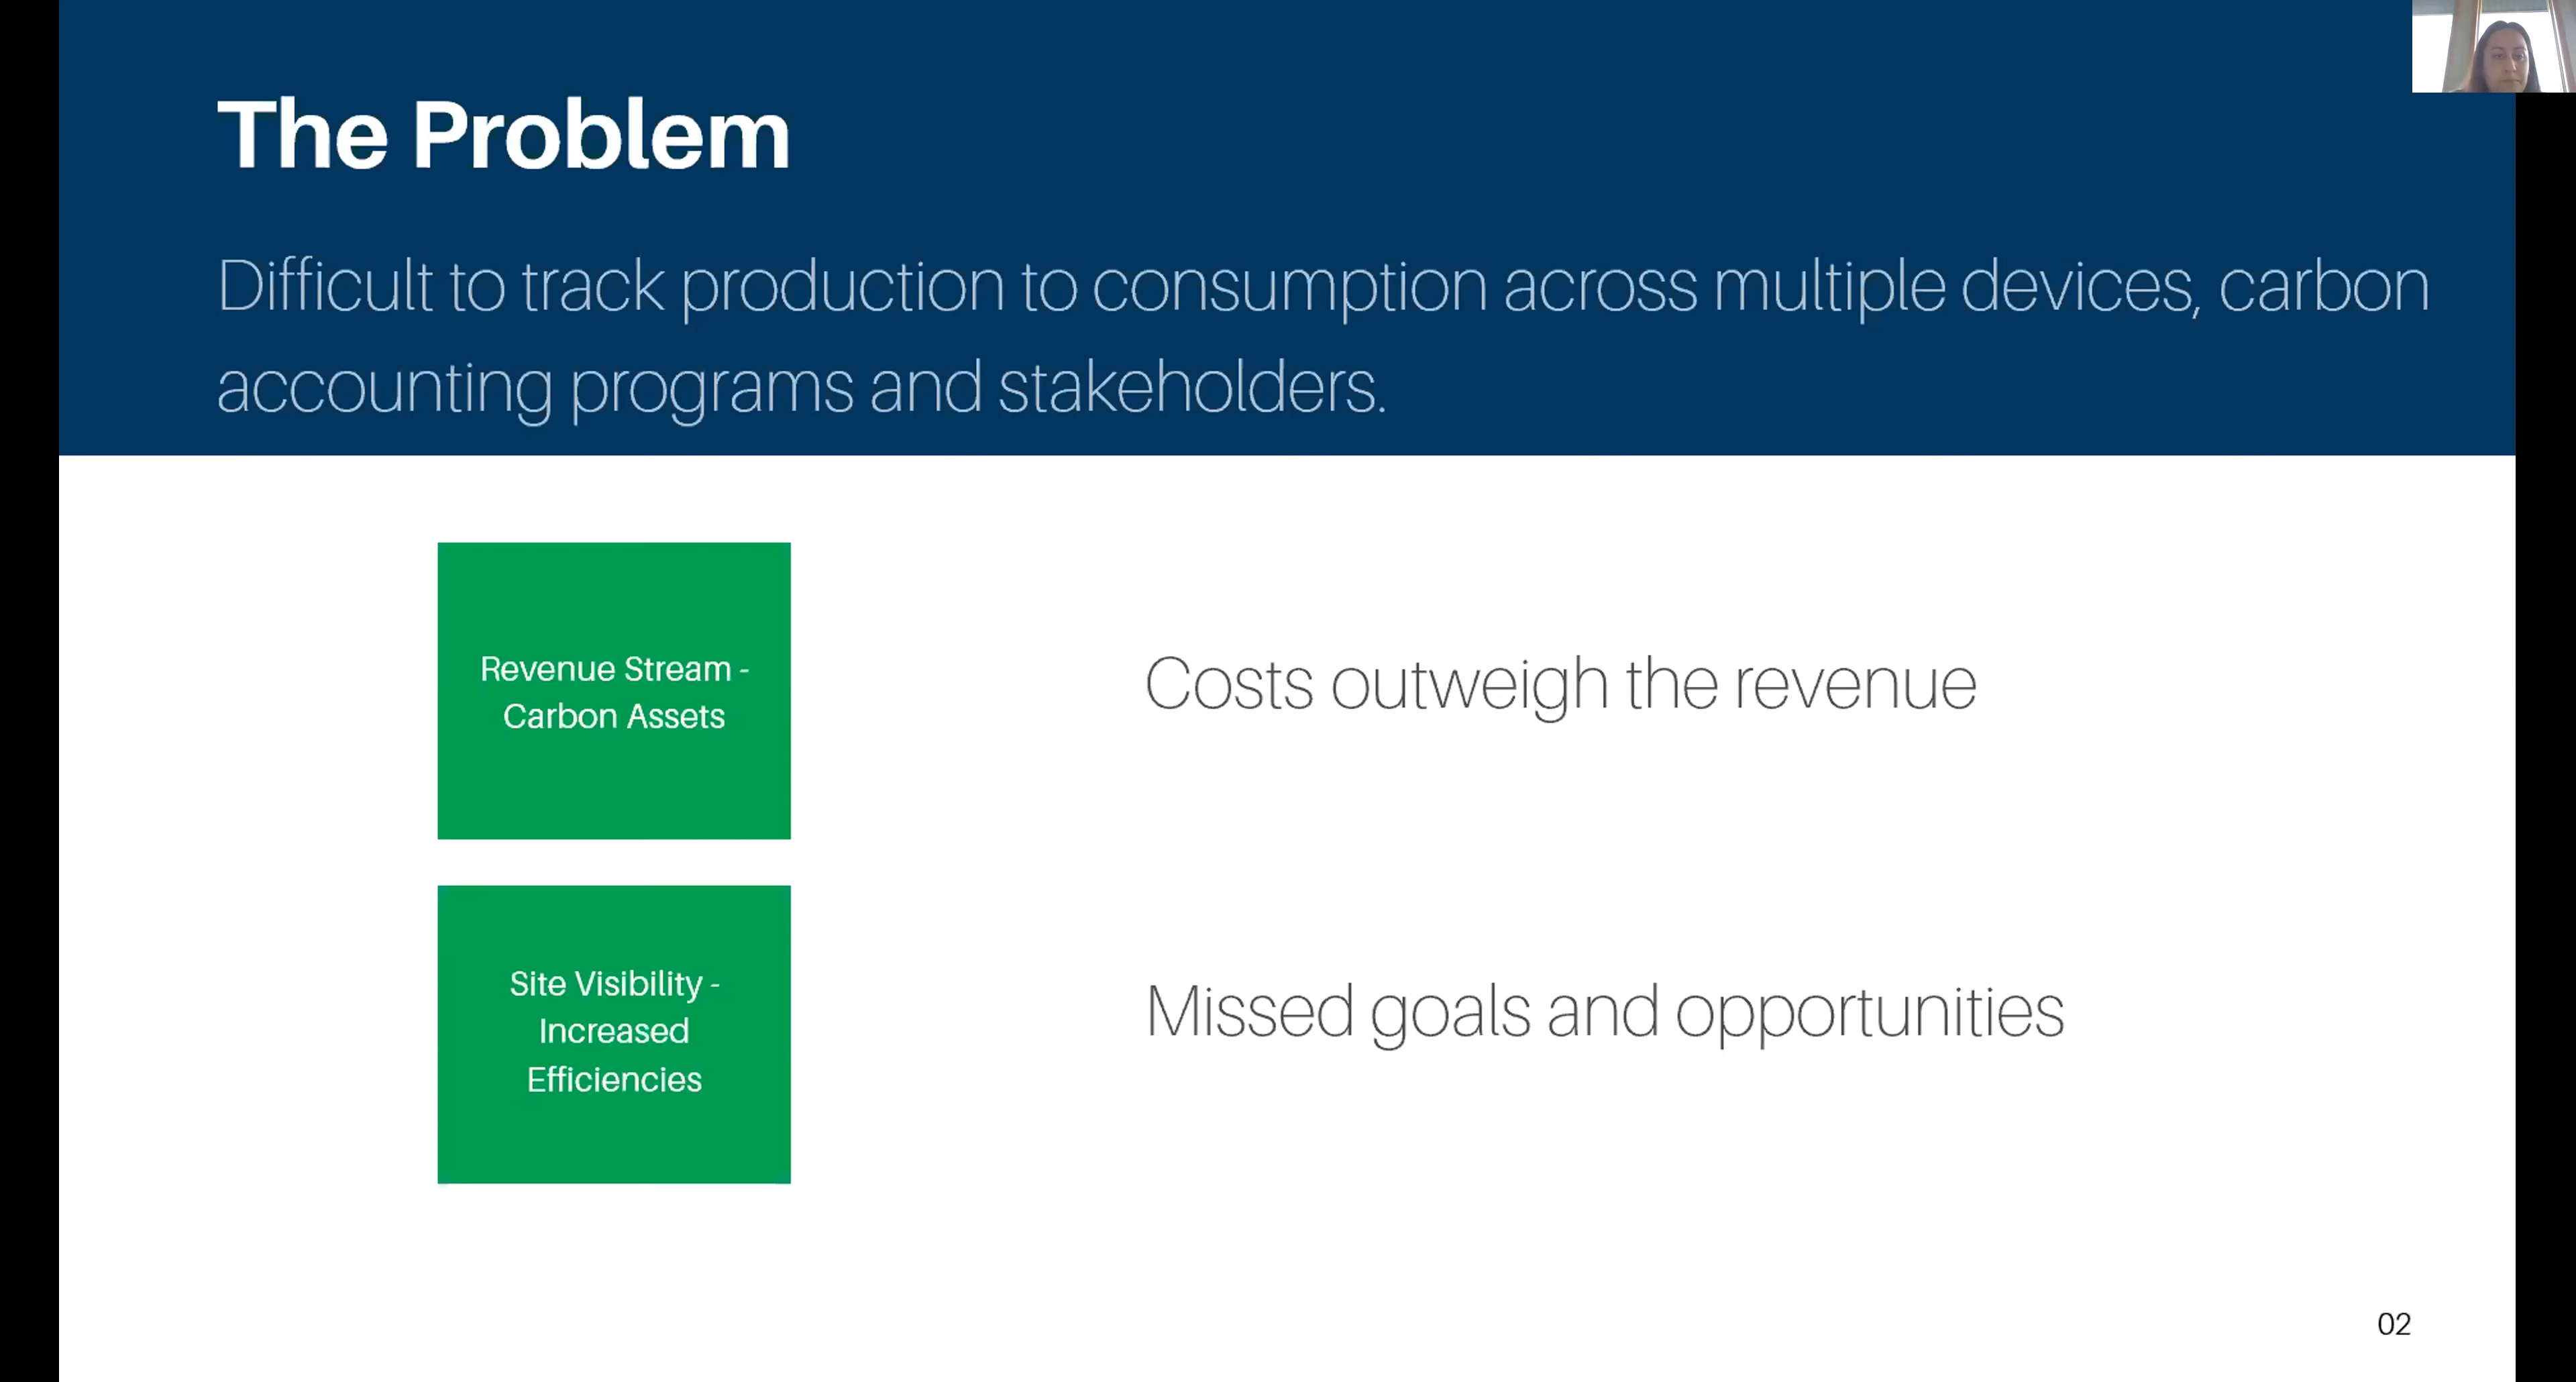 The Problem
Difficult to track production to consumption across multiple devices, carbon
accounting programs and stakeholders.
Revenue Stream -
Carbon Assets
Costs outweigh the revenue
Site Visibility -
Increased
Efficiencies
Missed goals and opportunities
02